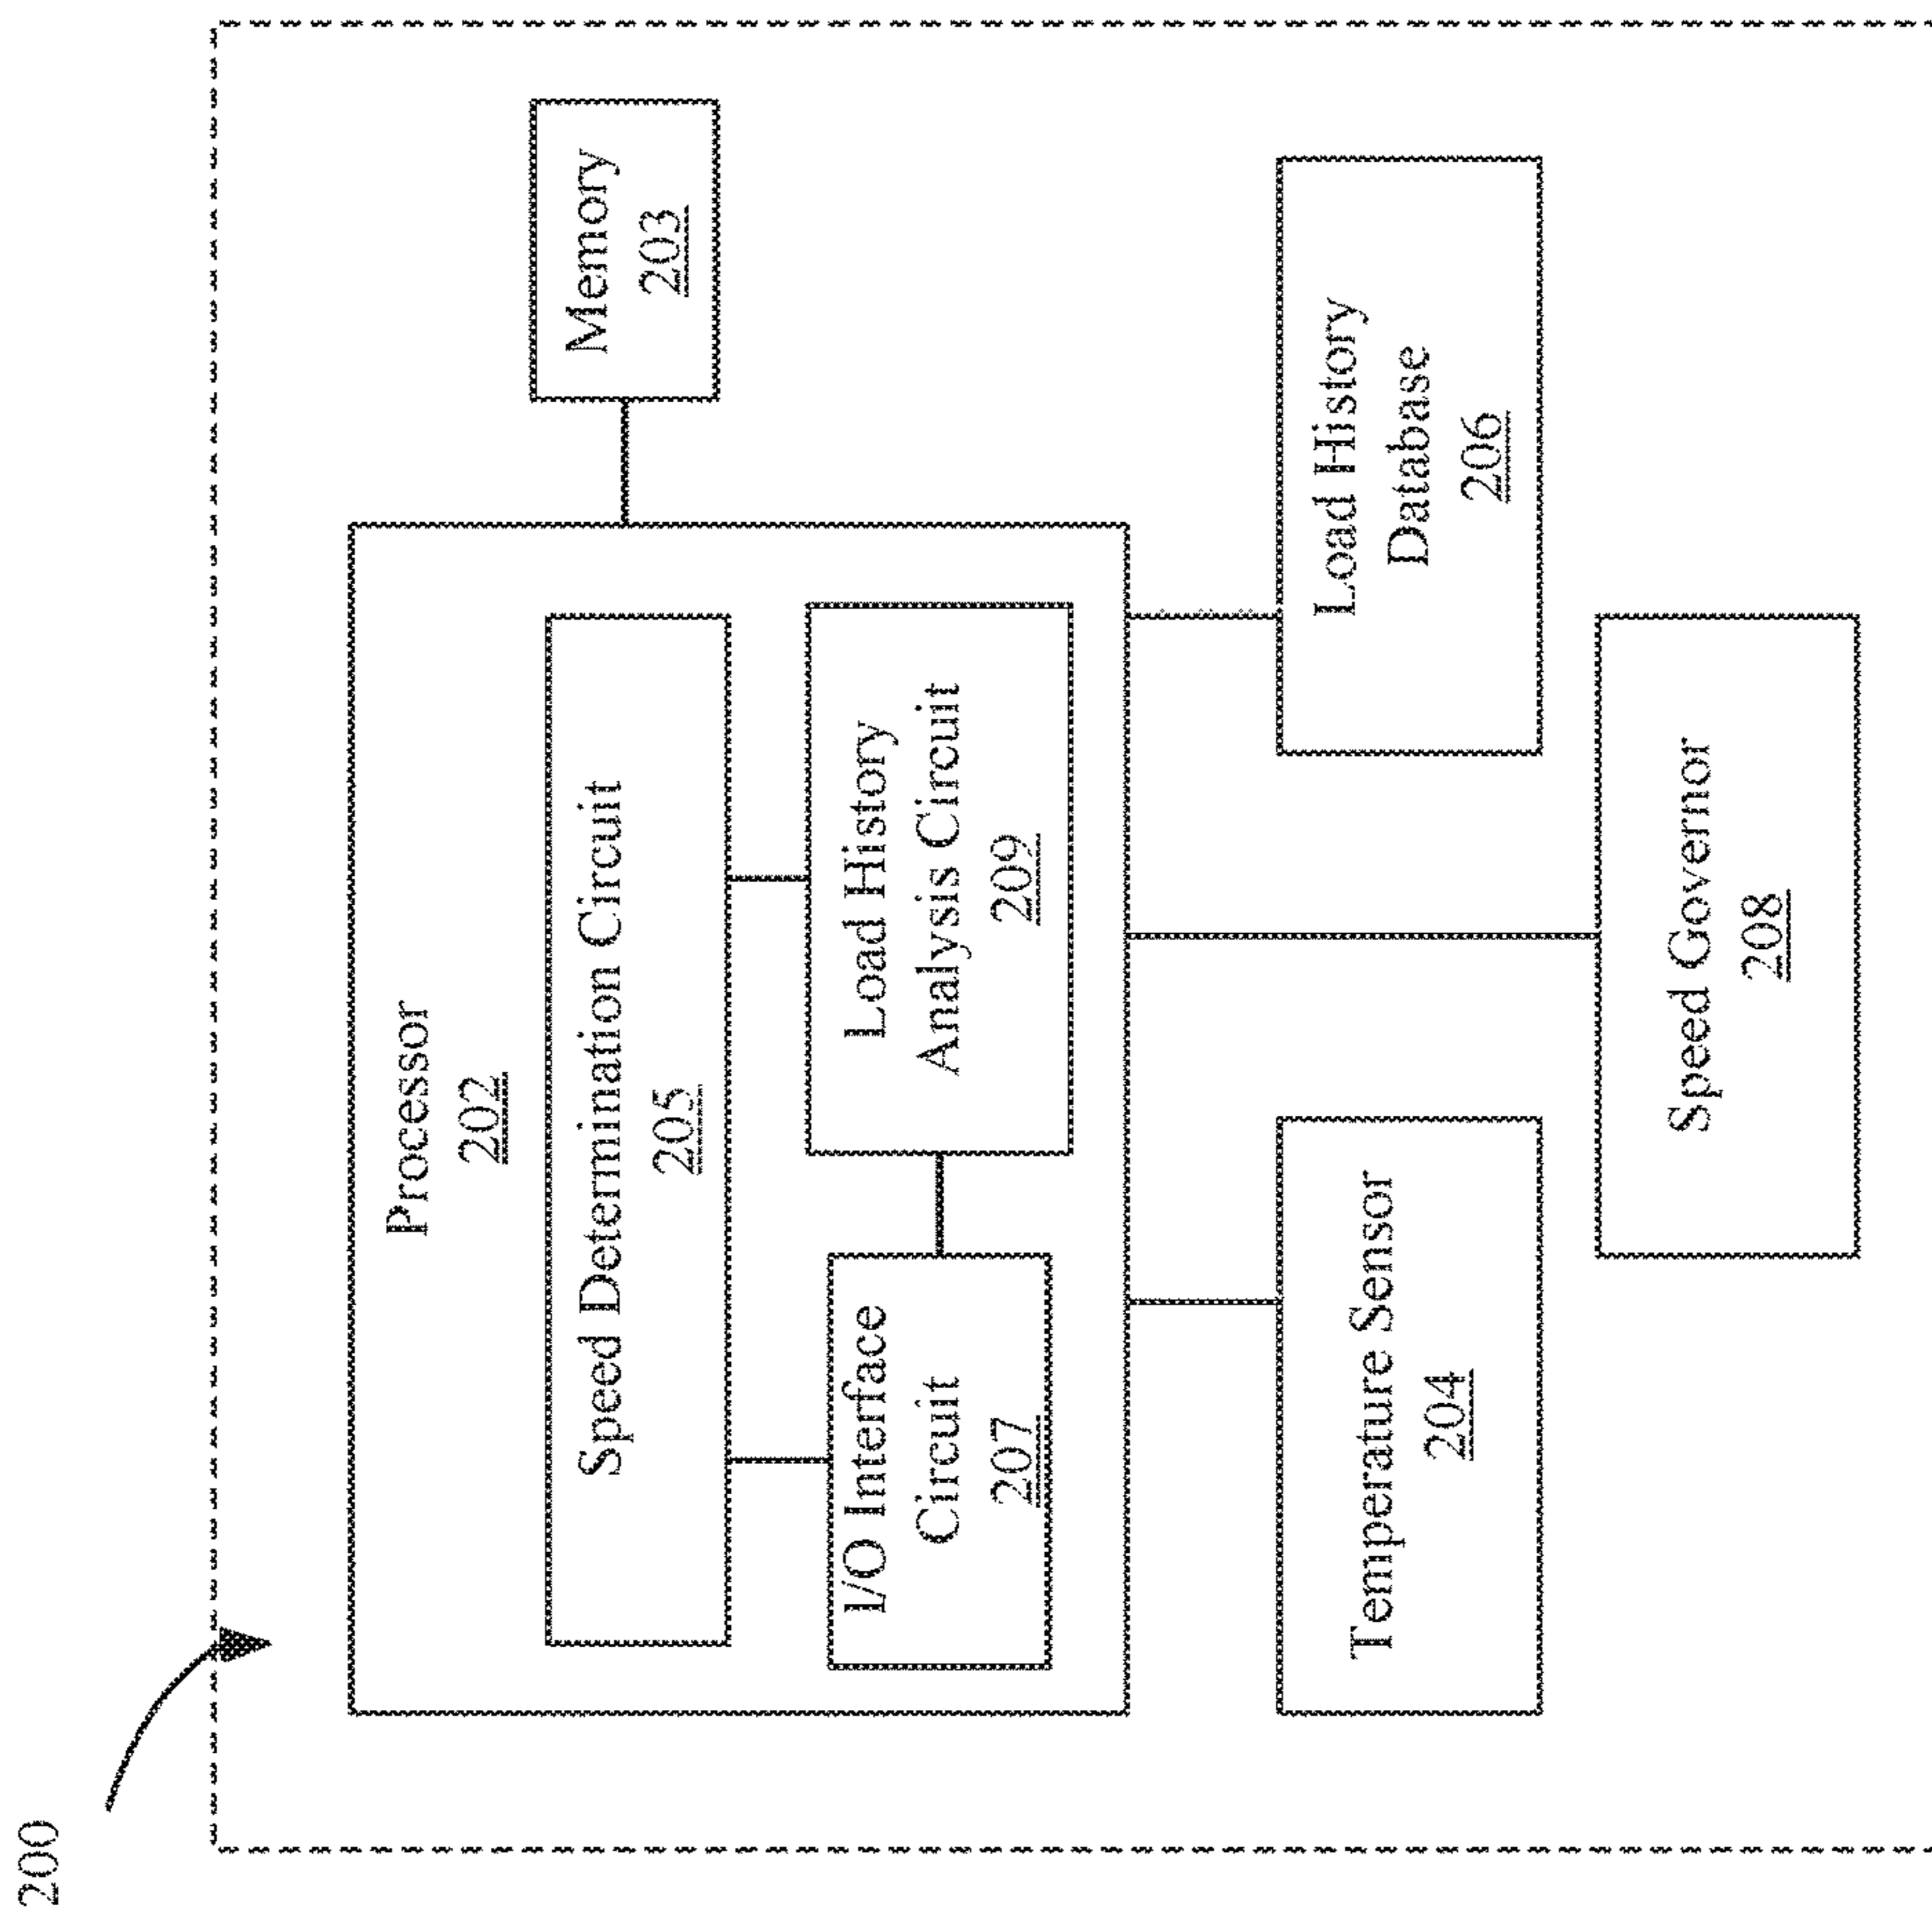 200
Processor
202
Memory
203
Speed Determination Circuit
205
I/O Interface
Circuit
207
Load History
Analysis Circuit
209
Temperature Sensor
204
Load History
Database
206
Speed Governor
208